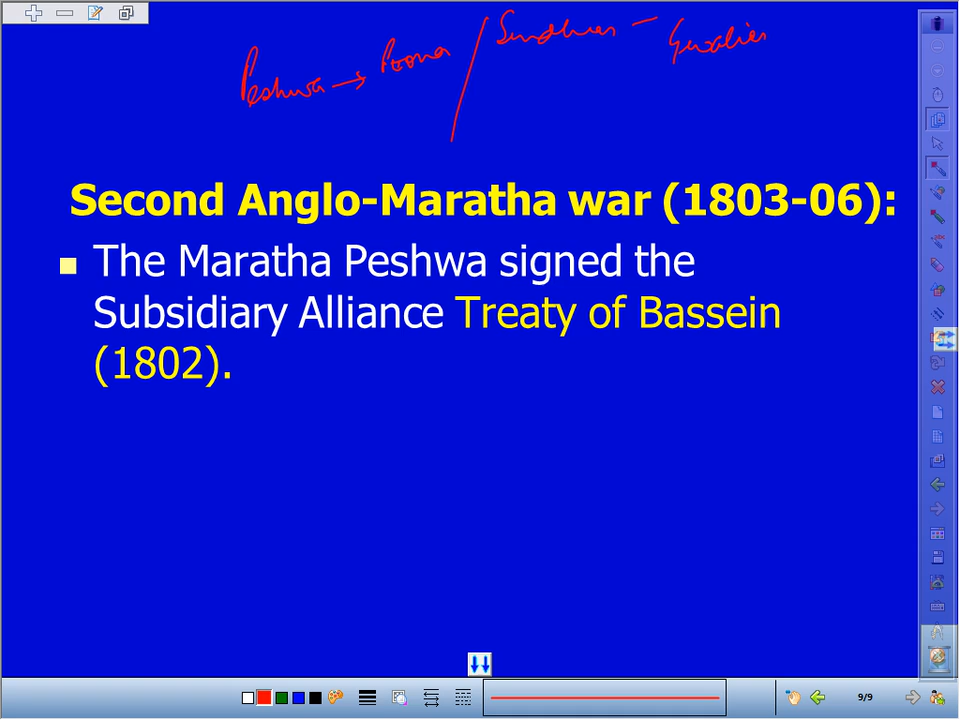 Peshwa → Poona / Sindhia – Gwalior
Second Anglo-Maratha war (1803-06):
The Maratha Peshwa signed the
Subsidiary Alliance Treaty of Bassein
(1802).
9/9